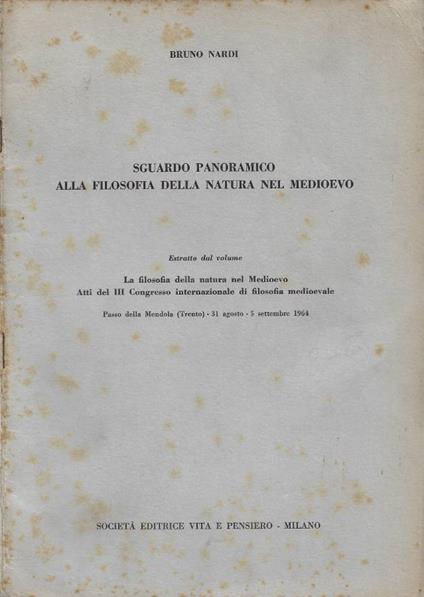 BRUNO NARDI
SGUARDO PANORAMICO
ALLA FILOSOFIA DELLA NATURA NEL MEDIOEVO
Estratto dal volume
La filosofia della natura nel Medioevo
Atti del III Congresso internazionale di filosofia medioevale
Passo della Mendola (Trento) - 31 agosto - 5 settembre 1964
SOCIETÀ EDITRICE VITA E PENSIERO - MILANO